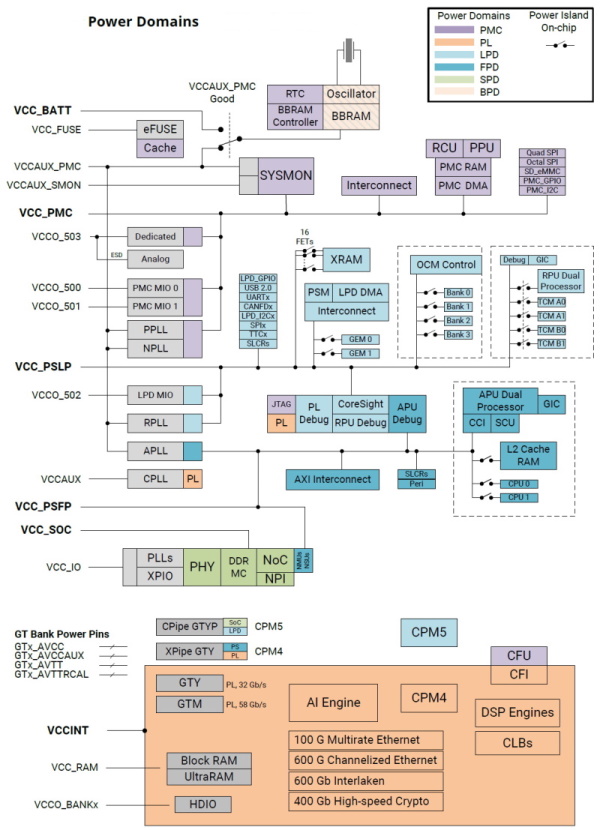 Power Domains
Power Domains
Power Island On-chip
PMC
PL
LPD
FPD
SPD
BPD
VCCAUX_PMC
Good
RTC
Oscillator
BBRAM
Controller
BBRAM
VCC_BATT
VCC_FUSE
eFUSE
Cache
VCCAUX_PMC
VCCAUX_SMON
SYSMON
Interconnect
RCU
PPU
PMC RAM
PMC DMA
Quad SPI
Octal SPI
SD_eMMC
PMC_GPIO
PMC_I2C
VCC_PMC
VCCO_503
Dedicated
ESD
Analog
16
FETs
XRAM
VCCO_500
PMC MIO 0
VCCO_501
PMC MIO 1
PPLL
NPLL
LPD_GPIO
USB 2.0
UARTx
CANFDx
LPD_I2Cx
SPIx
TTCx
SLCRs
PSM
LPD DMA
Interconnect
GEM 0
GEM 1
OCM Control
Bank 0
Bank 1
Bank 2
Bank 3
Debug
GIC
RPU Dual
Processor
TCM A0
TCM A1
TCM B0
TCM B1
VCC_PSLP
VCCO_502
LPD MIO
RPLL
APLL
VCCAUX
CPLL
PL
JTAG
PL
PL
Debug
CoreSight
RPU Debug
APU
Debug
AXI Interconnect
SLCRs
Peri
APU Dual
Processor
GIC
CCI
SCU
L2 Cache
RAM
CPU 0
CPU 1
VCC_PSFP
VCC_SOC
VCC_IO
PLLs
XPIO
PHY
DDR
MC
NoC
NPI
NMUs
NSUs
GT Bank Power Pins
GTx_AVCC
GTx_AVCCAUX
GTx_AVTT
GTx_AVTTRCAL
CPipe GTYP
SoC
LPD
CPM5
XPipe GTY
PS
PL
CPM4
CPM5
CFU
CFI
GTY
PL, 32 Gb/s
GTM
PL, 58 Gb/s
AI Engine
CPM4
DSP Engines
CLBs
VCCINT
100 G Multirate Ethernet
600 G Channelized Ethernet
600 Gb Interlaken
400 Gb High-speed Crypto
VCC_RAM
Block RAM
UltraRAM
VCCO_BANKx
HDIO